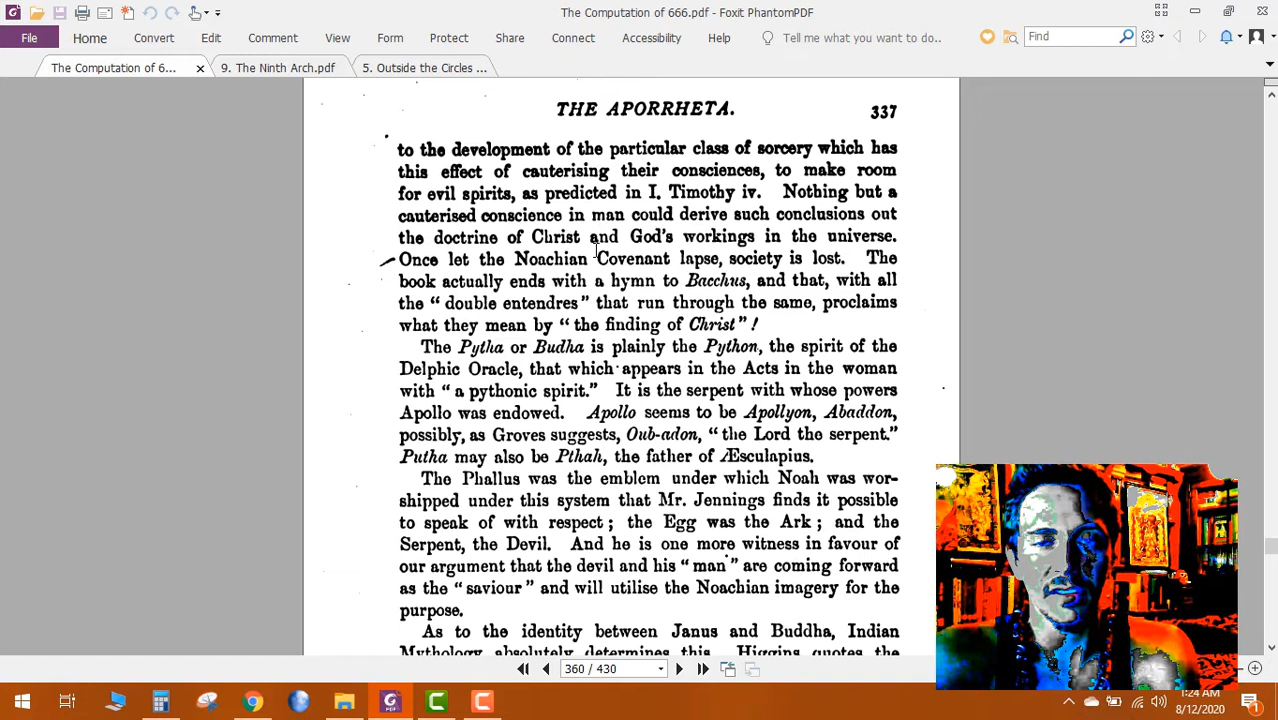 The Computation of 666.pdf - Foxit PhantomPDF
File Home Convert Edit Comment View Form Protect Share Connect Accessibility Help Tell me what you want to do.. Find
The Computation of 6... 9. The Ninth Arch.pdf 5. Outside the Circles ...
THE APORRHETA. 337
to the development of the particular class of sorcery which has
this effect of cauterising their consciences, to make room
for evil spirits, as predicted in I. Timothy iv. Nothing but a
cauterised conscience in man could derive such conclusions out
the doctrine of Christ and God's workings in the universe.
Once let the Noachian Covenant lapse, society is lost. The
book actually ends with a hymn to Bacchus, and that, with all
the "double entendres" that run through the same, proclaims
what they mean by "the finding of Christ"!
The Pytha or Budha is plainly the Python, the spirit of the
Delphic Oracle, that which appears in the Acts in the woman
with "a pythonic spirit." It is the serpent with whose powers
Apollo was endowed. Apollo seems to be Apollyon, Abaddon,
possibly, as Groves suggests, Oub-adon, "the Lord the serpent."
Putha may also be Pthah, the father of Æsculapius.
The Phallus was the emblem under which Noah was wor-
shipped under this system that Mr. Jennings finds it possible
to speak of with respect; the Egg was the Ark; and the
Serpent, the Devil. And he is one more witness in favour of
our argument that the devil and his "man" are coming forward
as the "saviour" and will utilise the Noachian imagery for the
purpose.
As to the identity between Janus and Buddha, Indian
Mythology absolutely determines this. Higgins quotes the
360 / 430
1:24 AM
8/12/2020